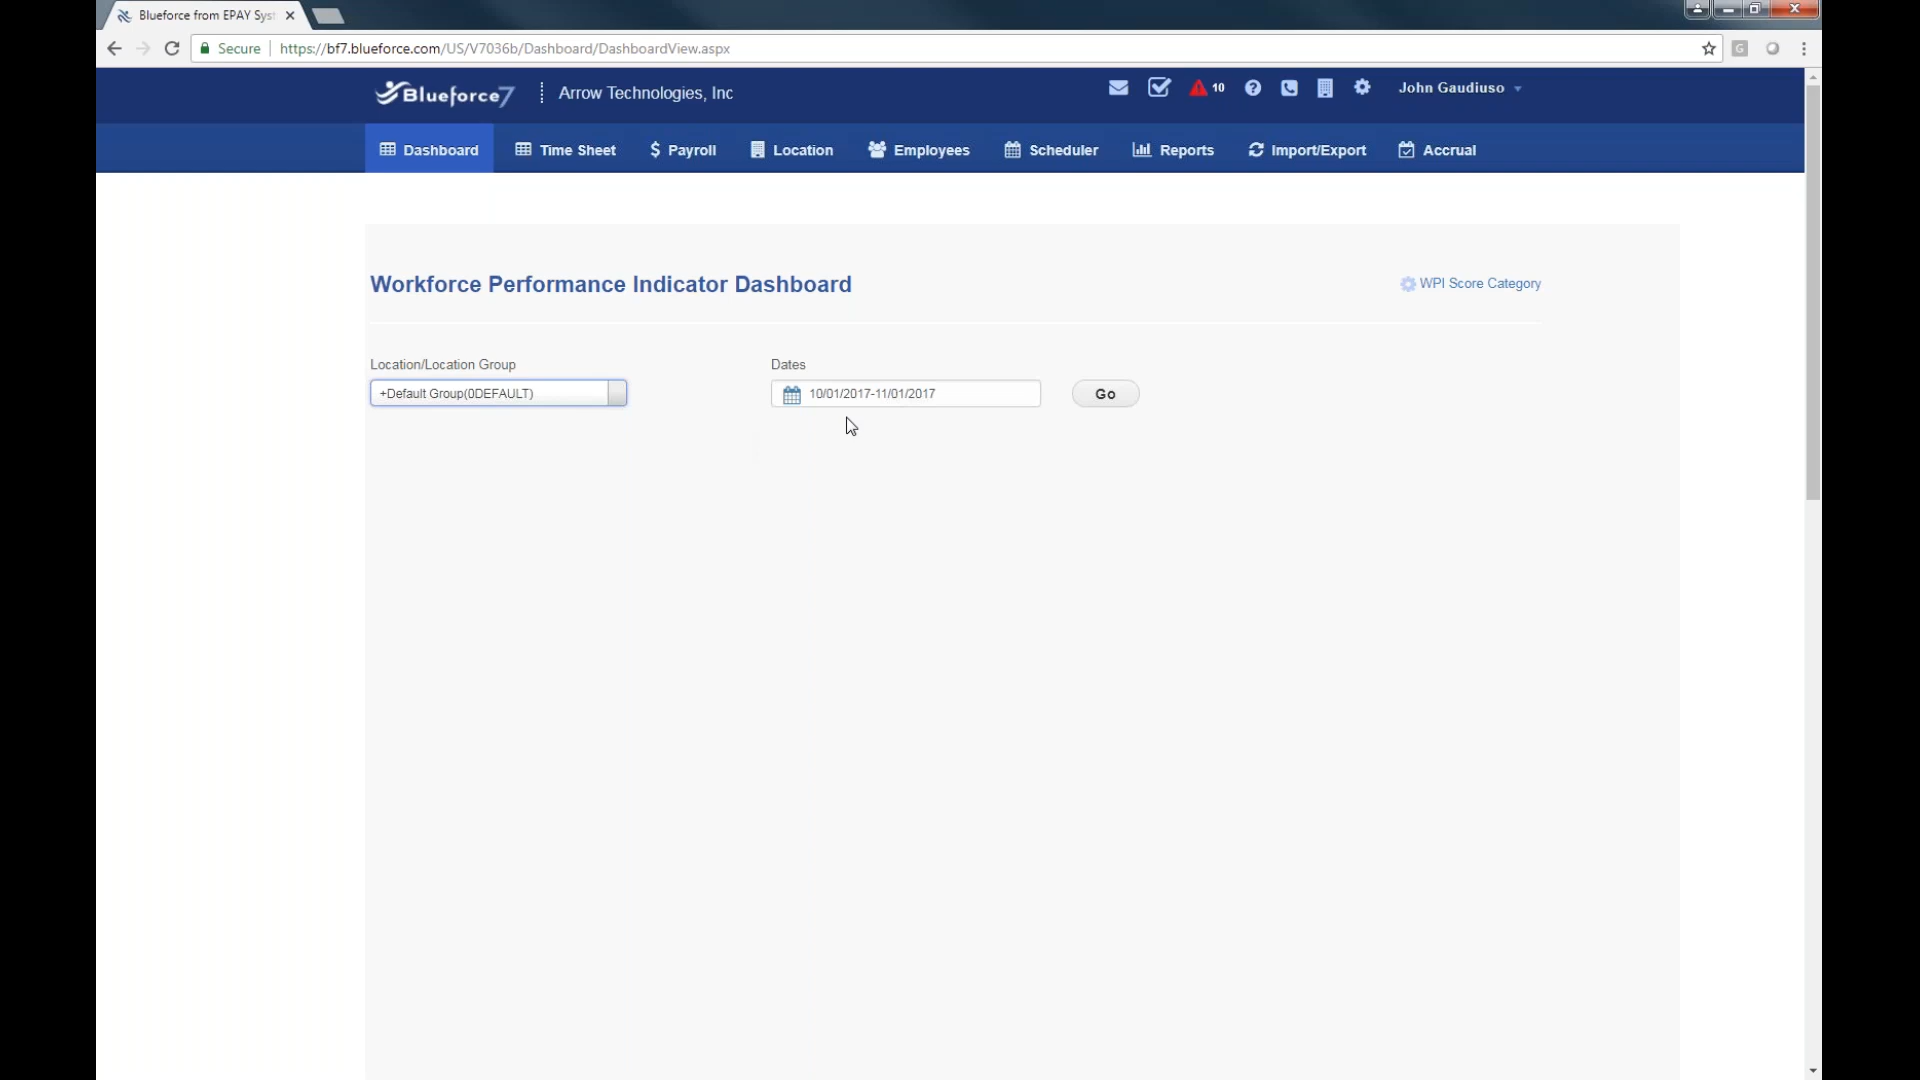 Blueforce from EPAY Syst
Secure https://bf7.blueforce.com/US/V7036b/Dashboard/DashboardView.aspx
G
Blueforce7 Arrow Technologies, Inc
10
John Gaudiuso
Dashboard Time Sheet Payroll Location Employees Scheduler Reports Import/Export Accrual
Workforce Performance Indicator Dashboard
WPI Score Category
Location/Location Group Dates
+Default Group(0DEFAULT) 10/01/2017-11/01/2017 Go